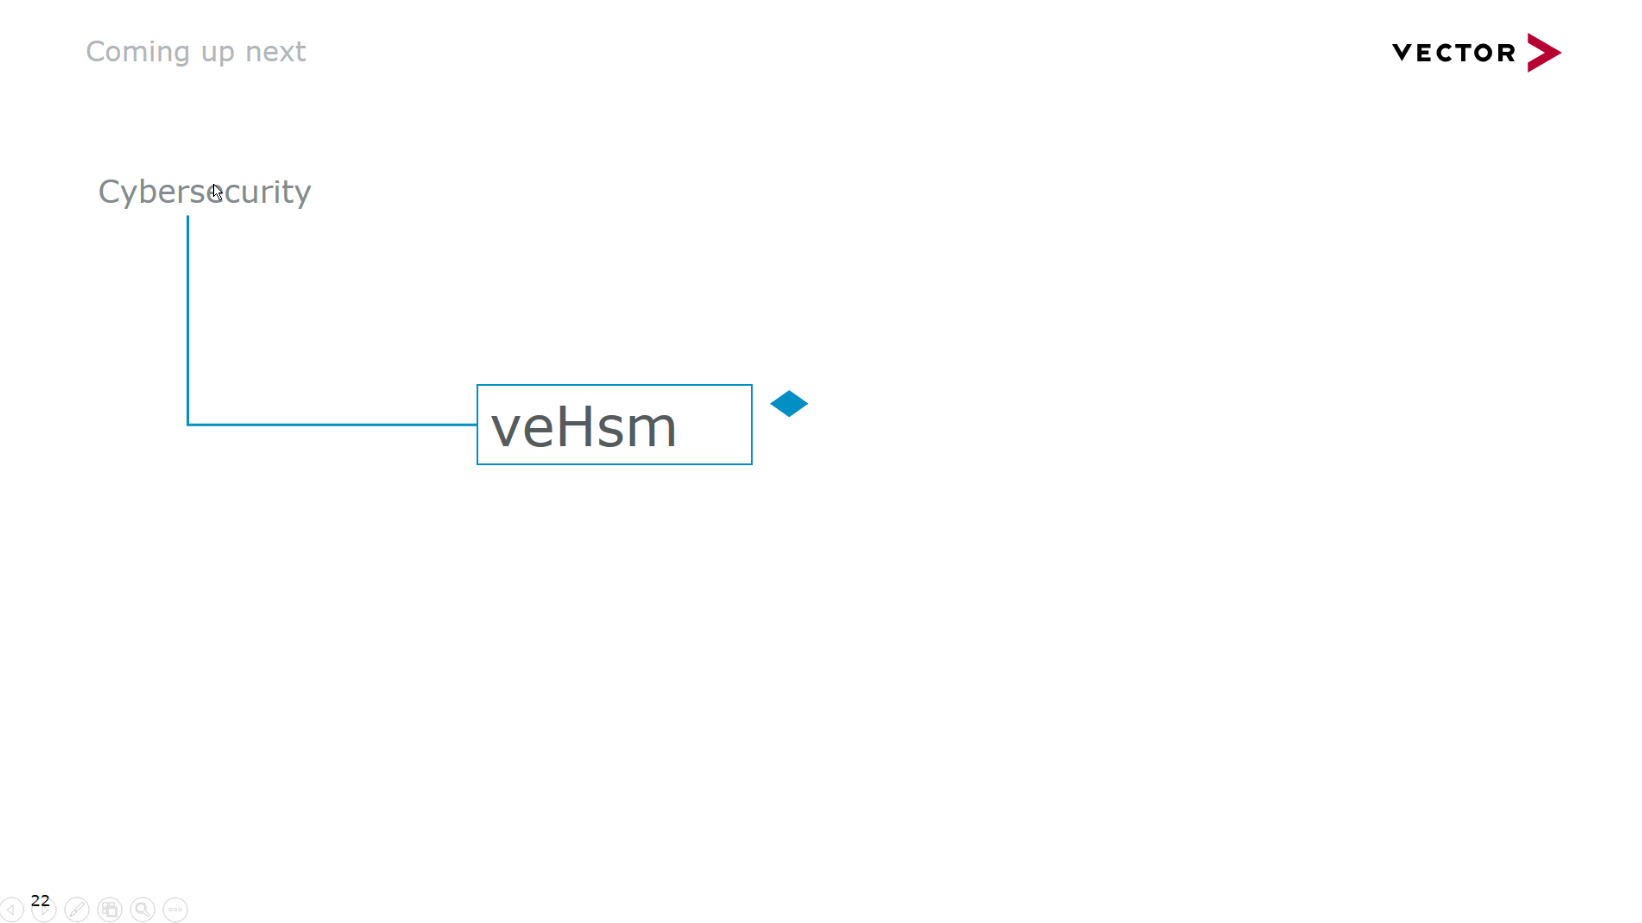 Coming up next
VECTOR
Cybersecurity
veHsm
22